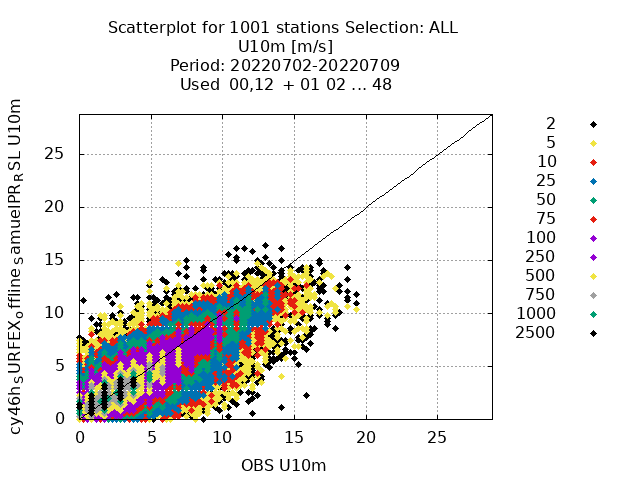 Scatterplot for 1001 stations Selection: ALL
U10m [m/s]
Period: 20220702-20220709
Used 00,12 + 01 02 ... 48
cy46h_SURFEX_offline_samuelPR_RSL U10m
25
20
15
10
5
0
0 5 10 15 20 25
OBS U10m
2
5
10
25
50
75
100
250
500
750
1000
2500